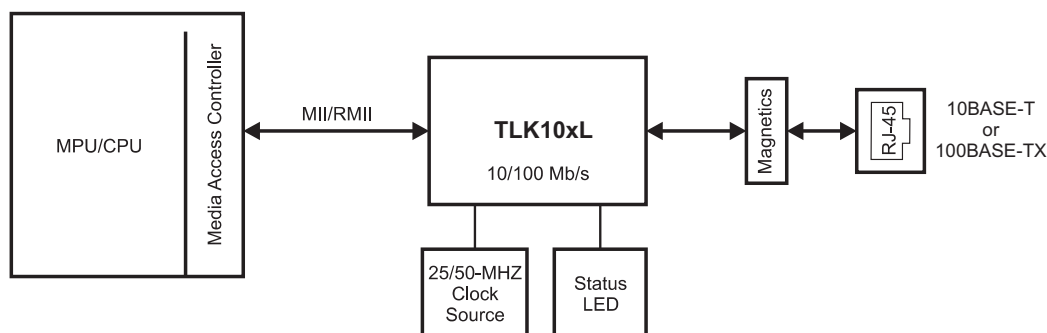 MPU/CPU
Media Access Controller
MII/RMII
TLK10xL
10/100 Mb/s
Magnetics
RJ-45
10BASE-T
or
100BASE-TX
25/50-MHZ
Clock
Source
Status
LED